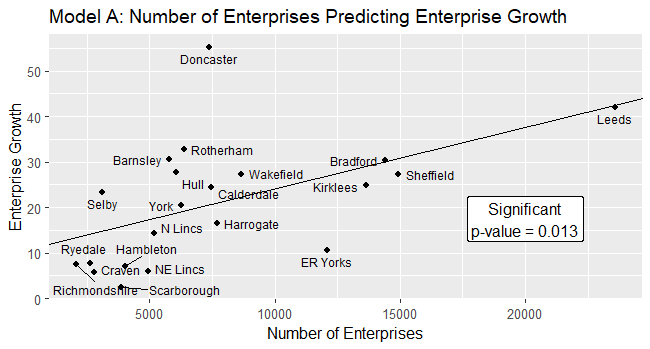 Model A: Number of Enterprises Predicting Enterprise Growth
Enterprise Growth
50
40
30
20
10
0
Doncaster
Leeds
Rotherham
Barnsley
Bradford
Hull
Wakefield
Sheffield
Calderdale
Kirklees
Selby
York
Harrogate
N Lincs
Significant
p-value = 0.013
Ryedale
Hambleton
ER Yorks
Craven
NE Lincs
Richmondshire
Scarborough
5000
10000
15000
20000
Number of Enterprises